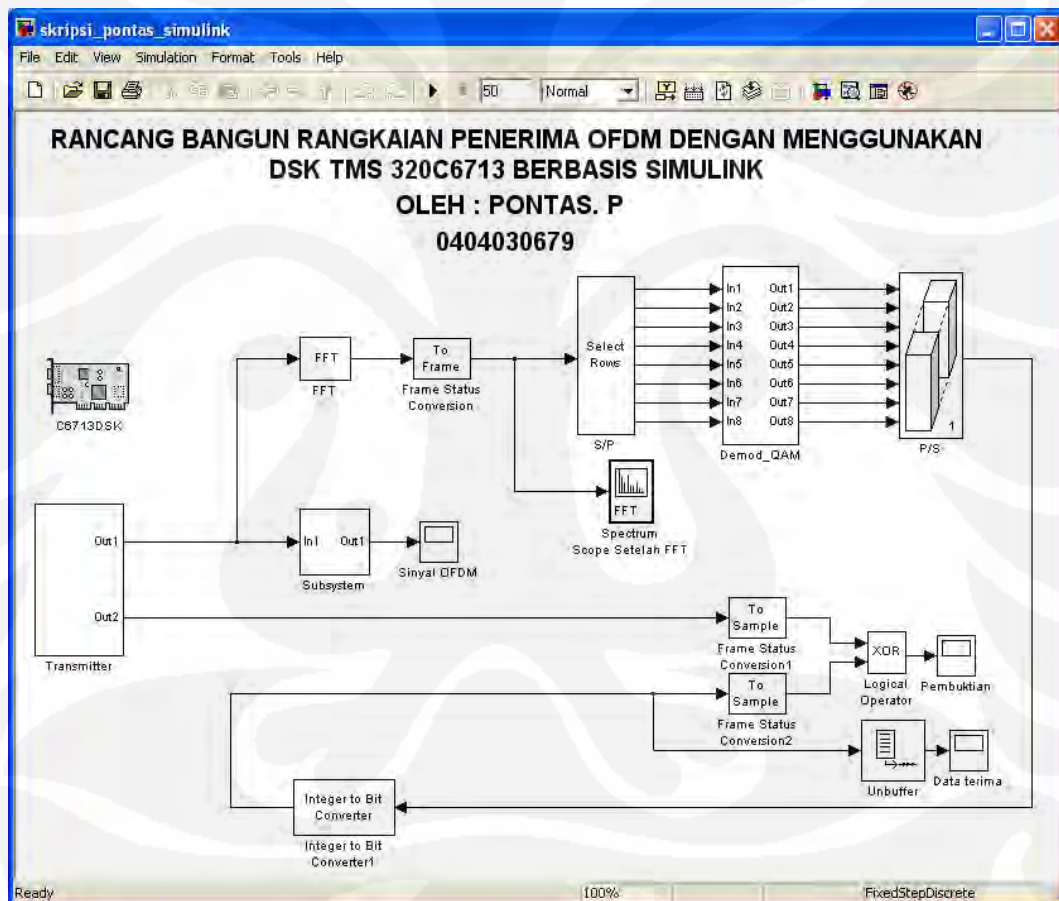 skripsi_pontas_simulink
File Edit View Simulation Format Tools Help
50 Normal
RANCANG BANGUN RANGKAIAN PENERIMA OFDM DENGAN MENGGUNAKAN
DSK TMS 320C6713 BERBASIS SIMULINK
OLEH : PONTAS. P
0404030679
C6713DSK
FFT
FFT
To
Frame
Frame Status
Conversion
Select
Rows
S/P
In1 Out1
In2 Out2
In3 Out3
In4 Out4
In5 Out5
In6 Out6
In7 Out7
In8 Out8
Demod_QAM
1
P/S
FFT
Spectrum
Scope Setelah FFT
Out1
Out2
Transmitter
In1 Out1
Subsystem
Sinyal OFDM
To
Sample
Frame Status
Conversion1
To
Sample
Frame Status
Conversion2
XOR
Logical
Operator
Pembuktian
Unbuffer
Data terima
Integer to Bit
Converter
Integer to Bit
Converter1
Ready 100% FixedStepDiscrete